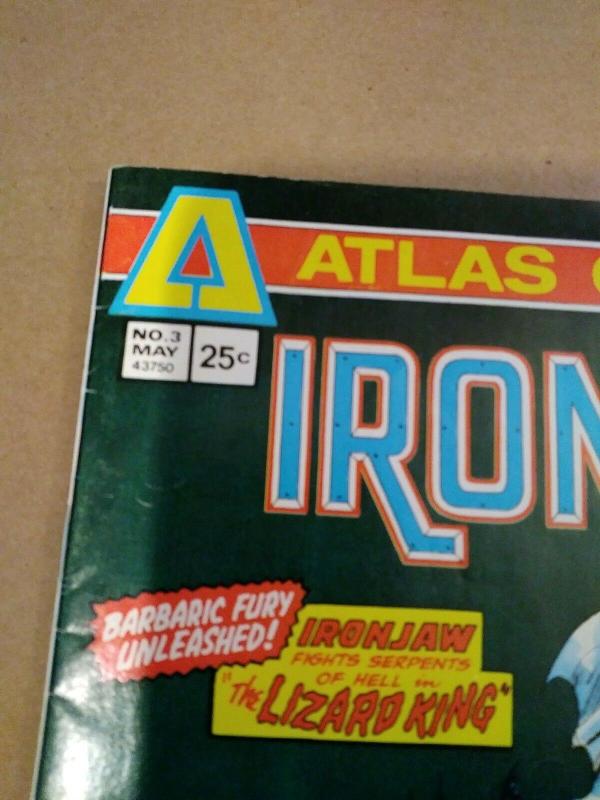 A ATLAS
NO.3
MAY
43750
25c
IRON
BARBARIC FURY
UNLEASHED!
IRONJAW
FIGHTS SERPENTS
OF HELL in
"The LIZARD KING"